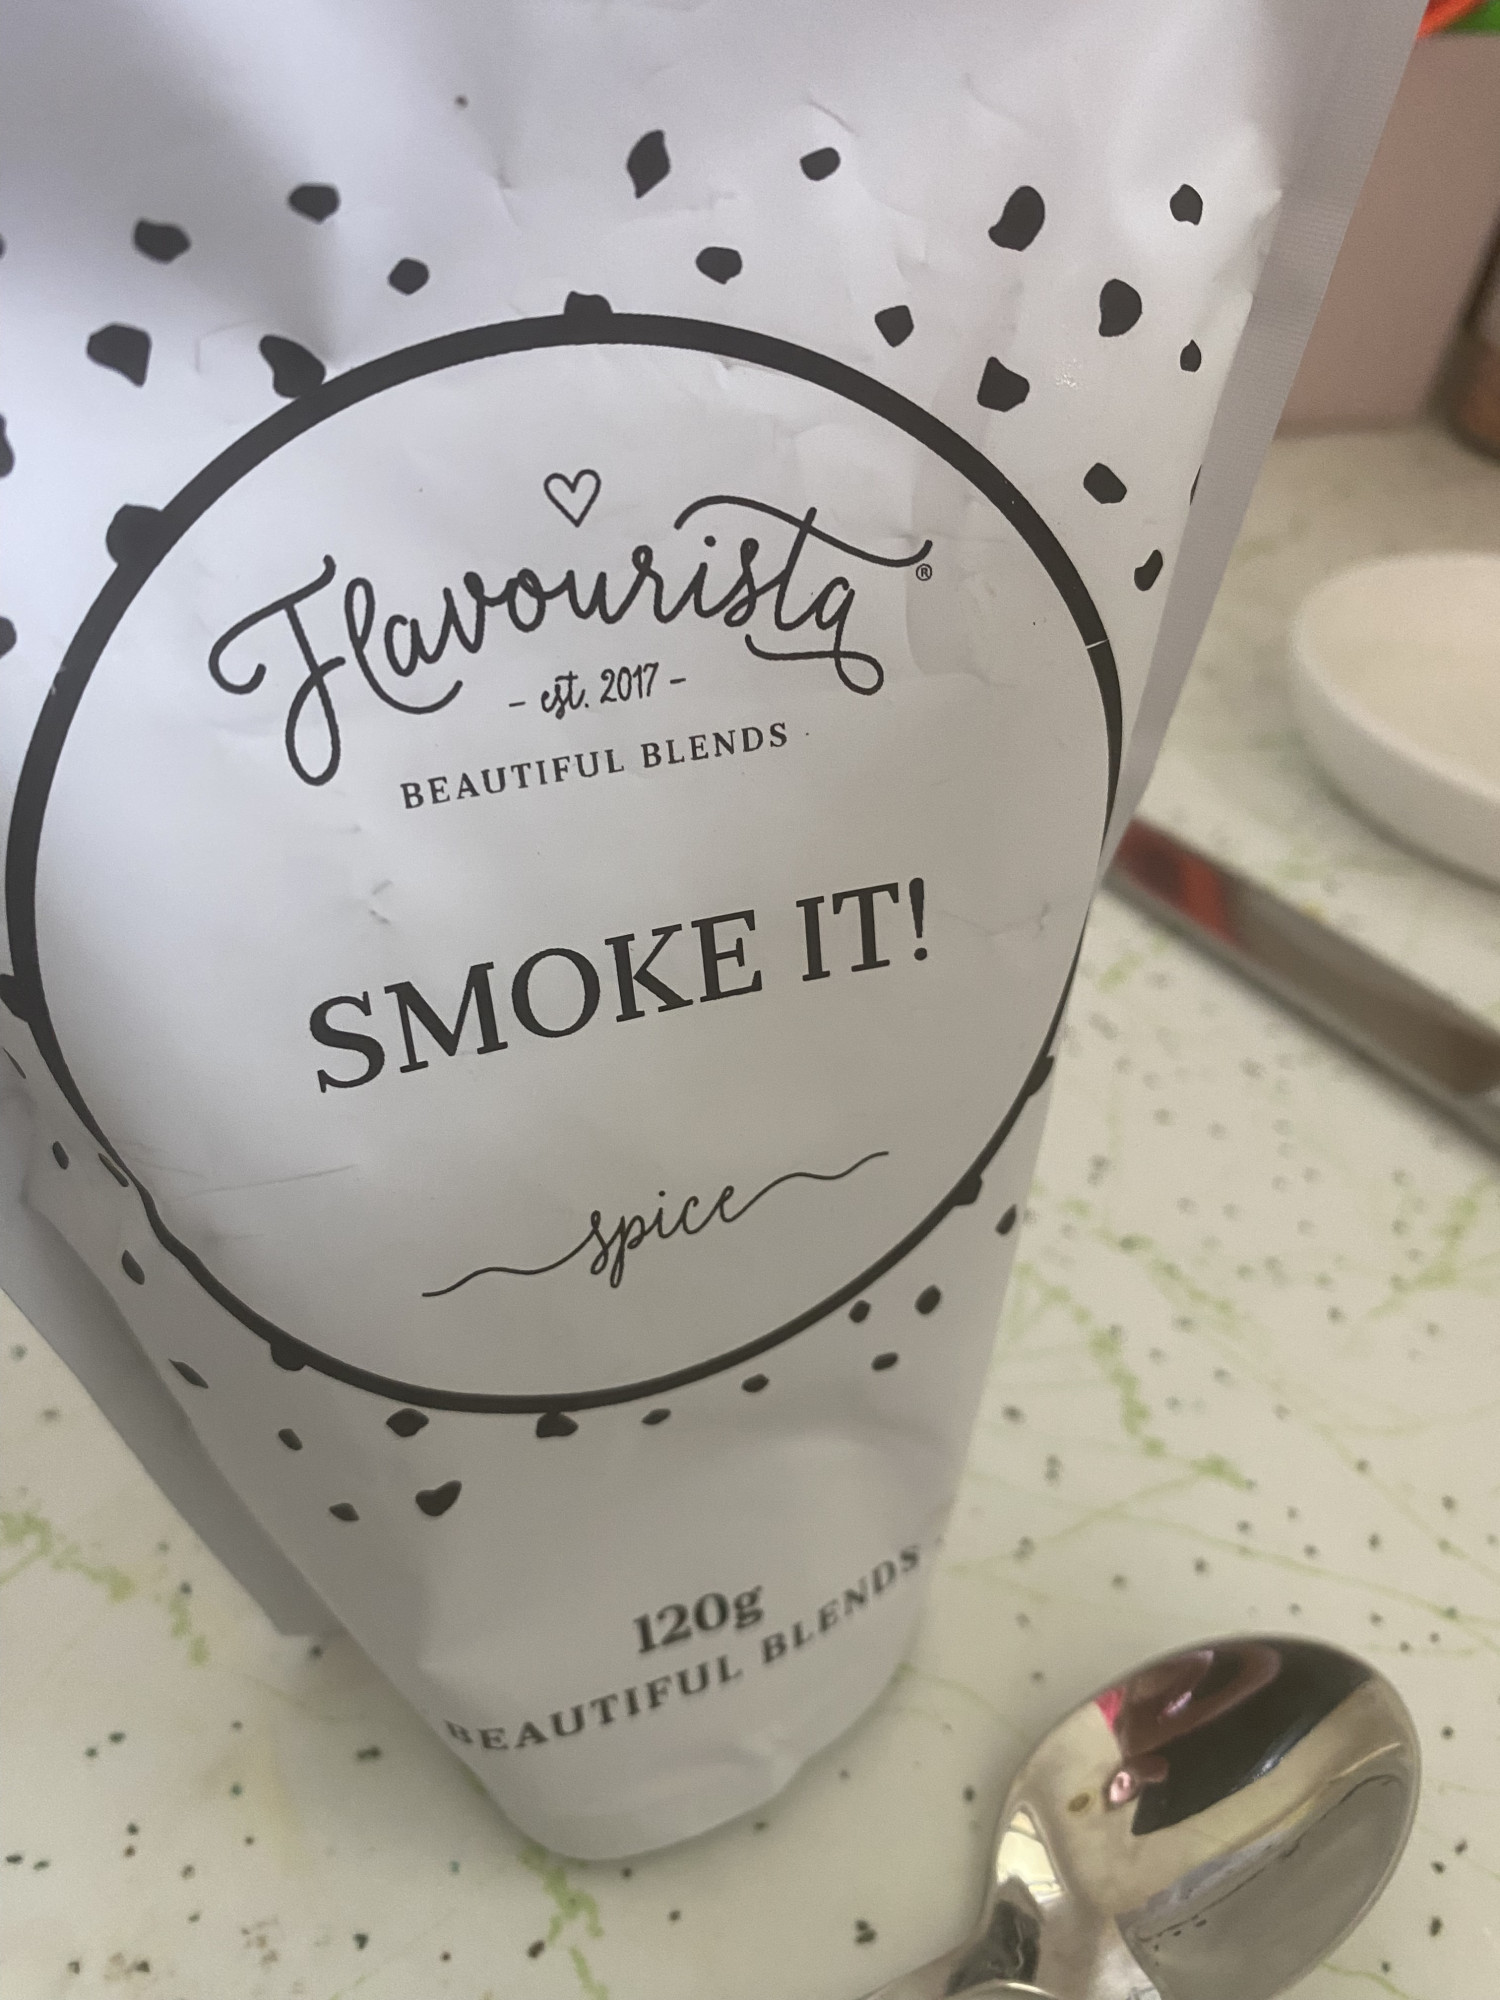 Flavourista®
- est. 2017 -
BEAUTIFUL BLENDS
SMOKE IT!
spice
120g
BEAUTIFUL BLENDS